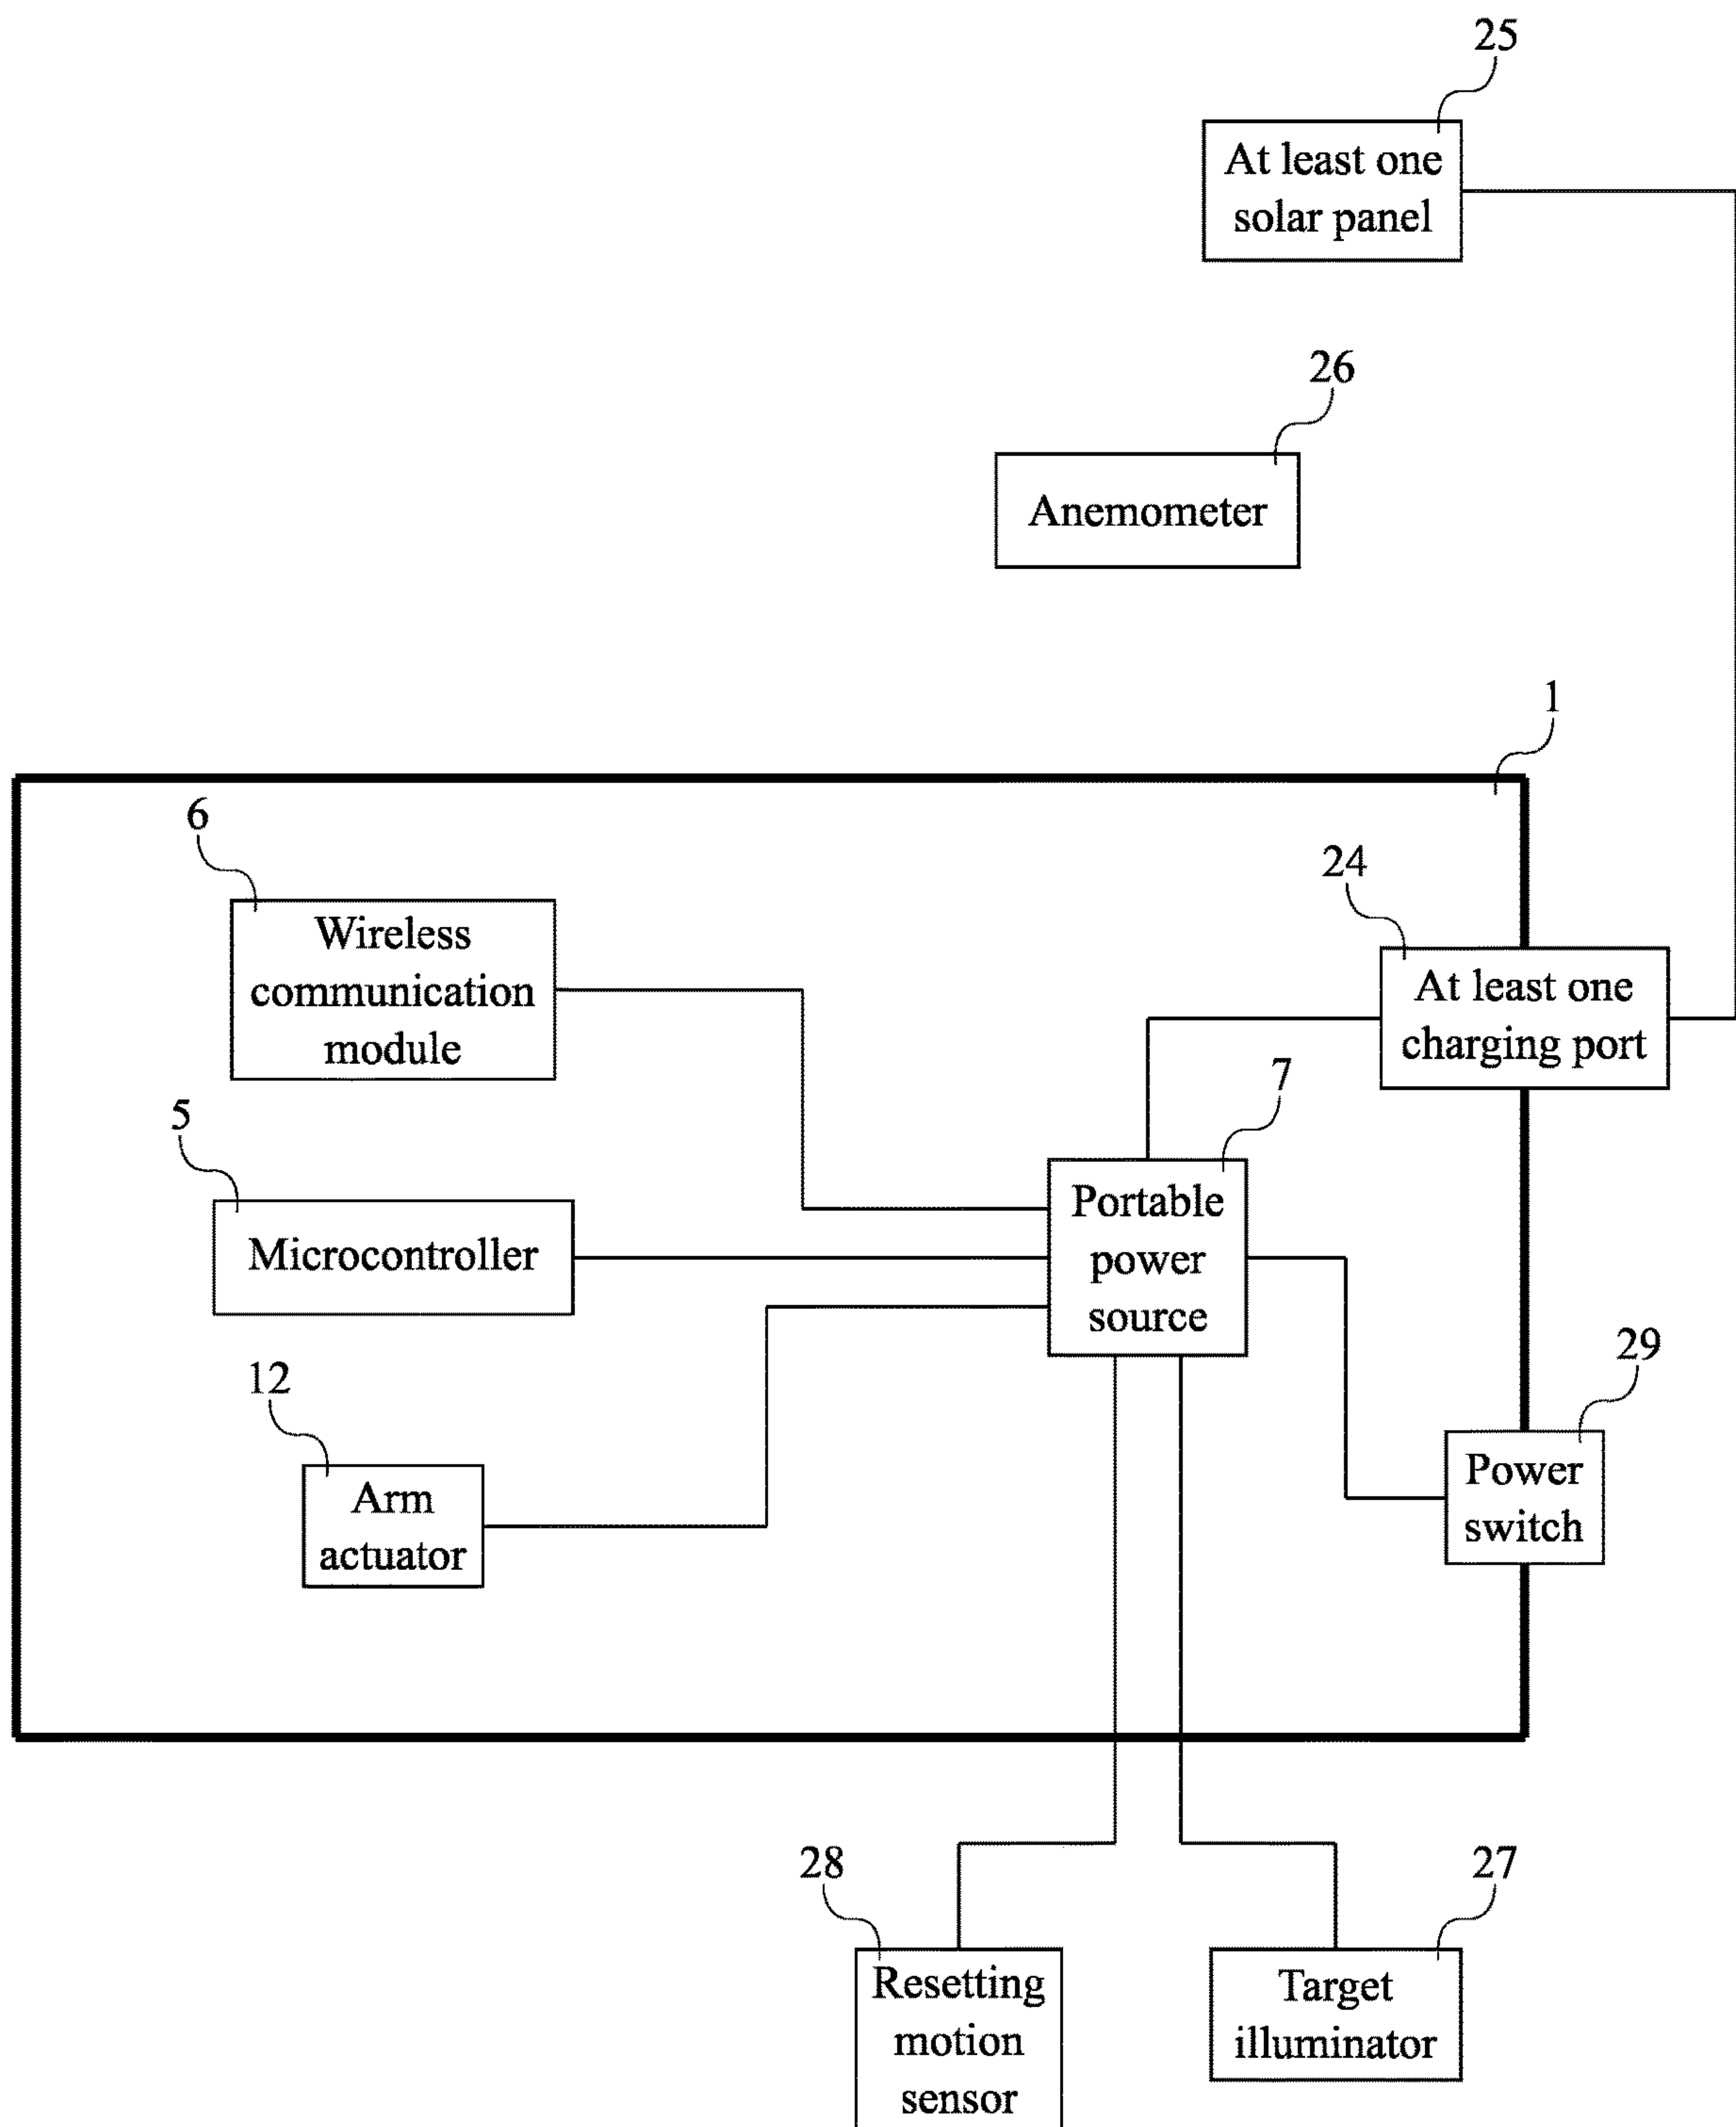 25
At least one
solar panel
26
Anemometer
1
6
Wireless
communication
module
24
At least one
charging port
7
Portable
power
source
5
Microcontroller
29
Power
switch
12
Arm
actuator
28
Resetting
motion
sensor
27
Target
illuminator